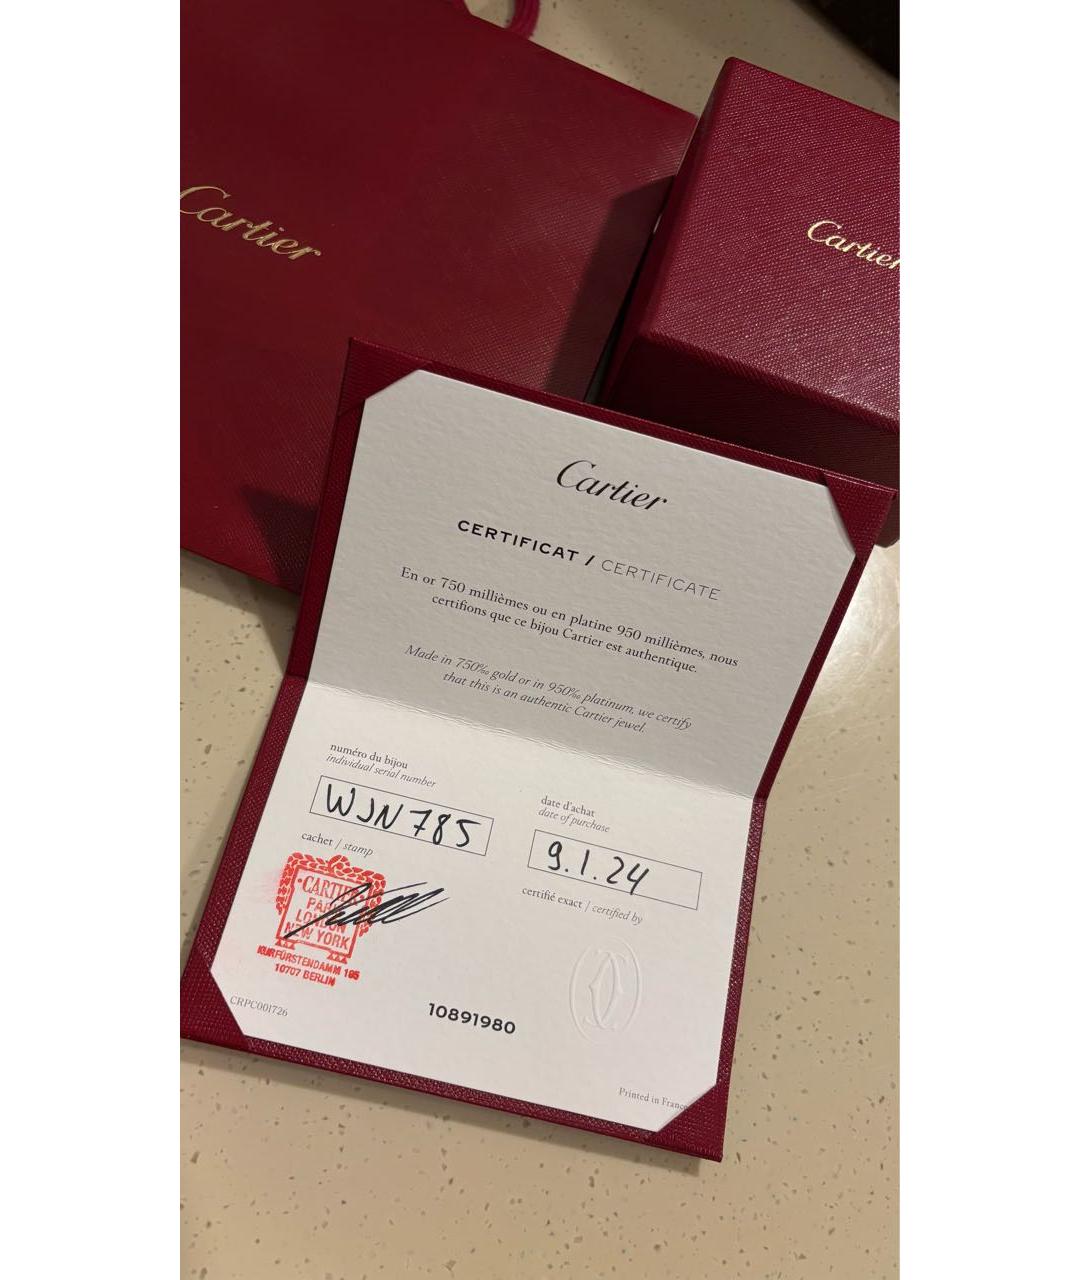 Cartier
Cartier
Cartier
CERTIFICAT / CERTIFICATE
En or 750 millièmes ou en platine 950 millièmes, nous
certifions que ce bijou Cartier est authentique.
Made in 750‰ gold or in 950‰ platinum, we certify
that this is an authentic Cartier jewel.
numéro du bijou
individual serial number
WJN 785
date d'achat
date of purchase
9.1.24
cachet / stamp
certifié exact / certified by
CARTIER
PARIS
LONDON
NEW YORK
KURFÜRSTENDAMM 195
10707 BERLIN
CRPC001726
10891980
Printed in France